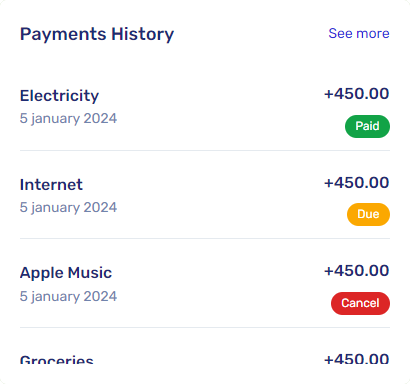 Payments History
See more
Electricity
+450.00
5 january 2024
Paid
Internet
+450.00
5 january 2024
Due
Apple Music
+450.00
5 january 2024
Cancel
Groceries
+450.00